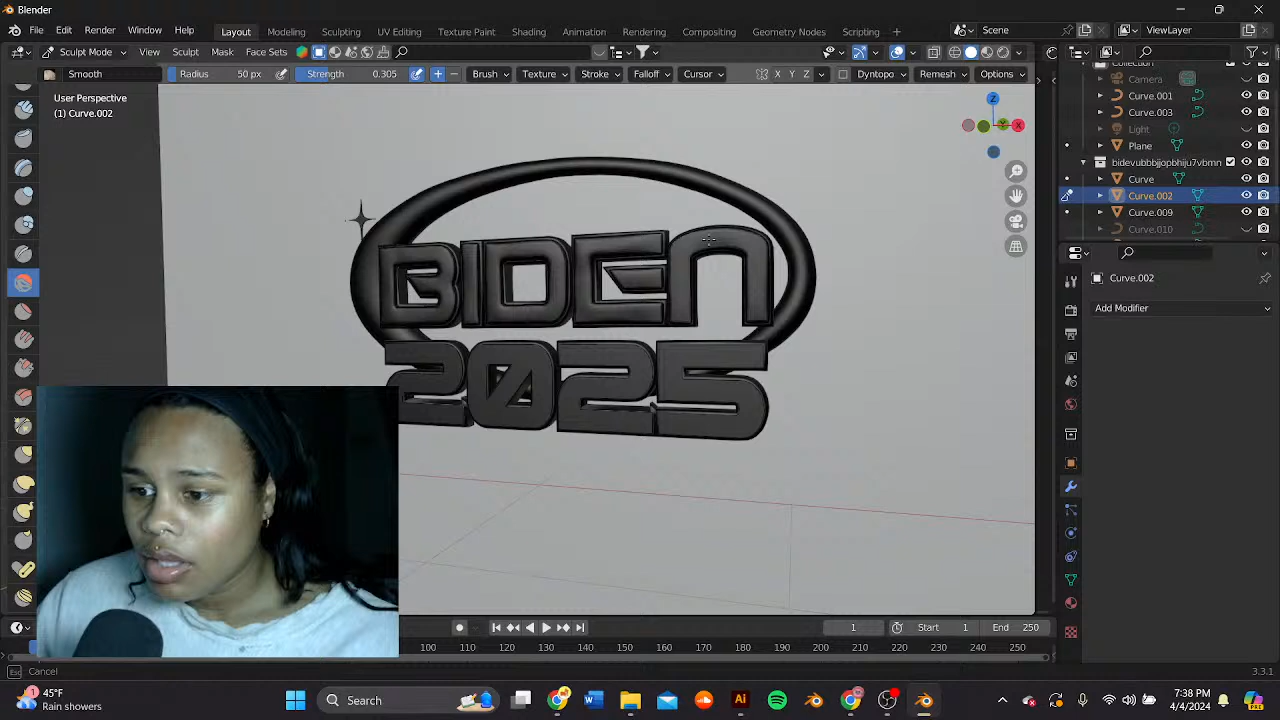 Blender
File Edit Render Window Help Layout Modeling Sculpting UV Editing Texture Paint Shading Animation Rendering Compositing Geometry Nodes Scripting Scene ViewLayer
Sculpt Mode View Sculpt Mask Face Sets
Smooth Radius 50 px Strength 0.305 Brush Texture Stroke Falloff Cursor X Y Z Dyntopo Remesh Options
User Perspective
(1) Curve.002
Z
X
Y
BIDEN
2025
Collection
Camera
Curve.001
Curve.003
Light
Plane
bidevubbbjjopbhiju7vbmn
Curve
Curve.002
Curve.009
Curve.010
Curve.002
Add Modifier
1 Start 1 End 250
100 110 120 130 140 150 160 170 180 190 200 210 220 230 240 250
Esc Cancel 3.3.1
1
45°F
Rain showers
Search
7:38 PM
4/4/2024